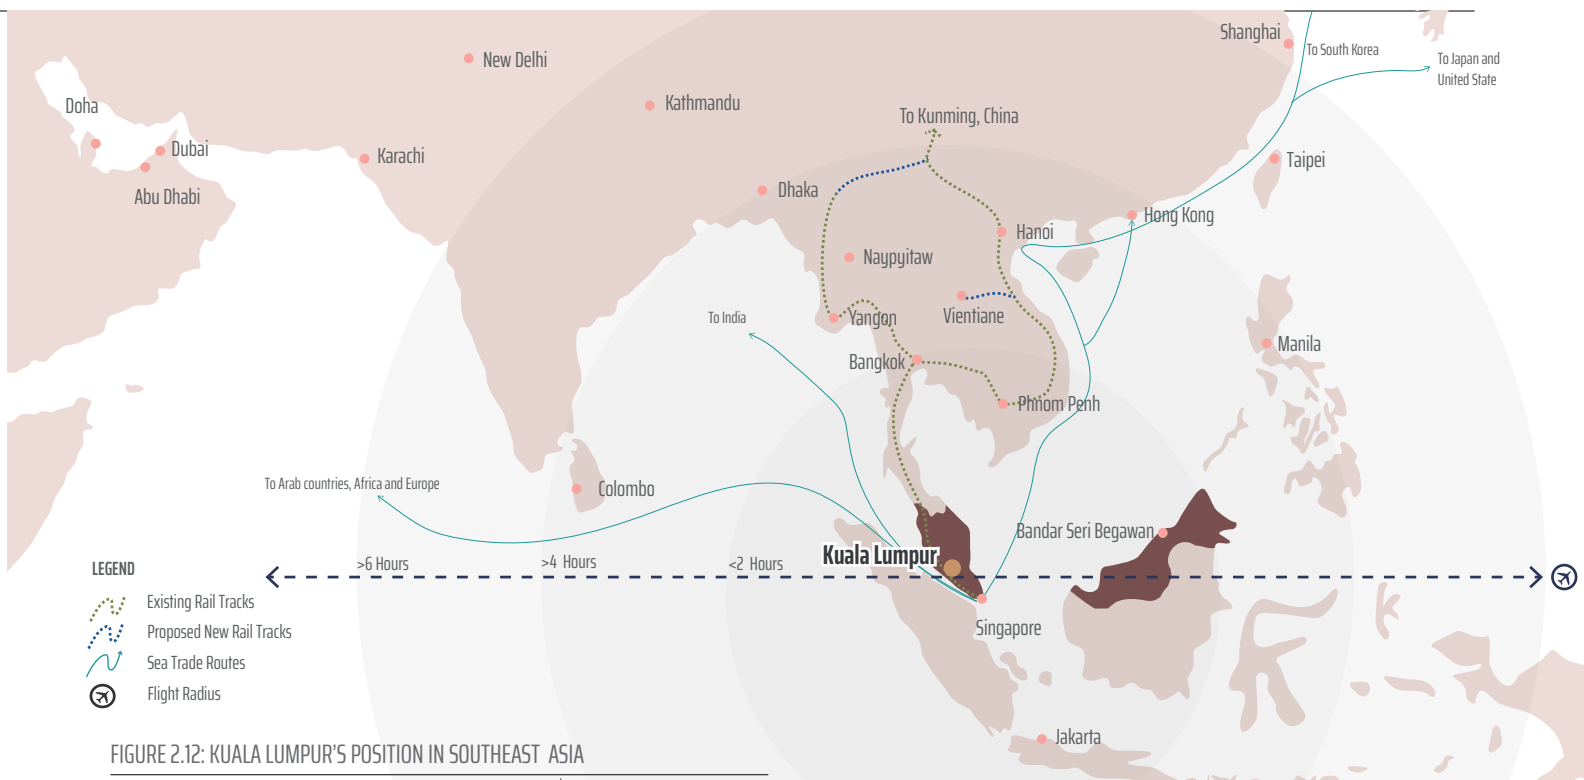 Shanghai
To South Korea
To Japan and
United State
New Delhi
Kathmandu
Doha
To Kunming, China
Dubai
Karachi
Taipei
Abu Dhabi
Dhaka
Hong Kong
Hanoi
Naypyitaw
Vientiane
To India
Yangon
Manila
Bangkok
Phnom Penh
To Arab countries, Africa and Europe
Colombo
Bandar Seri Begawan
Kuala Lumpur
>6 Hours
>4 Hours
<2 Hours
Singapore
Jakarta
LEGEND
Existing Rail Tracks
Proposed New Rail Tracks
Sea Trade Routes
Flight Radius
FIGURE 2.12: KUALA LUMPUR'S POSITION IN SOUTHEAST ASIA